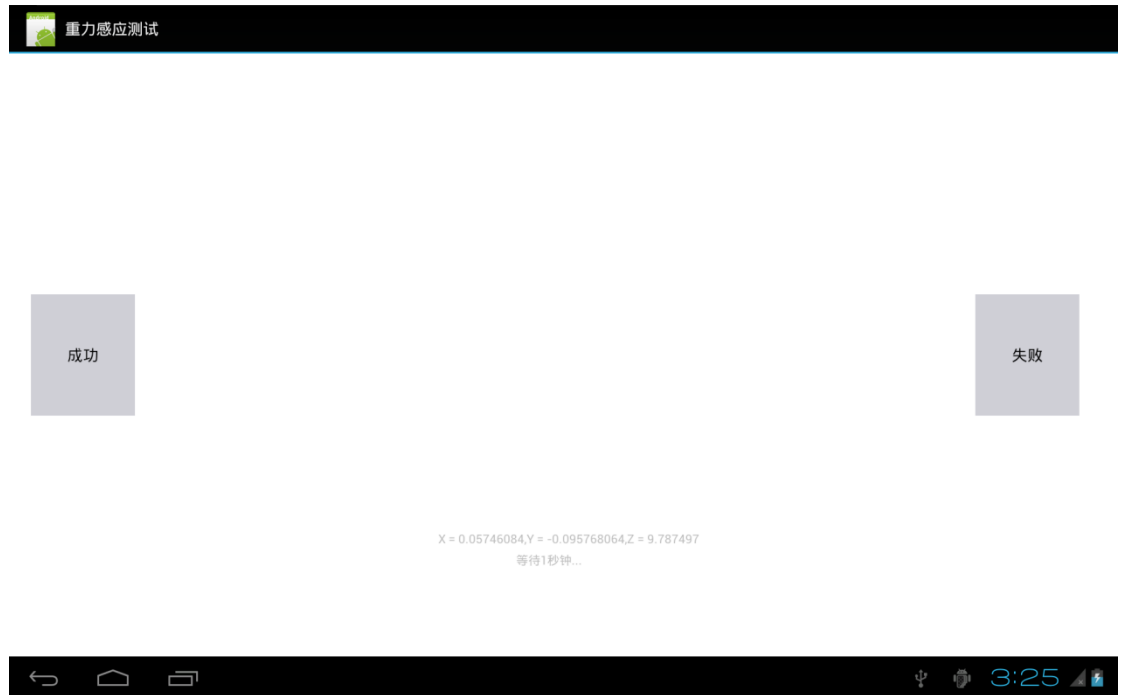 重力感应测试
成功
失败
X = 0.05746084,Y = -0.095768064,Z = 9.787497
等待1秒钟...
3:25